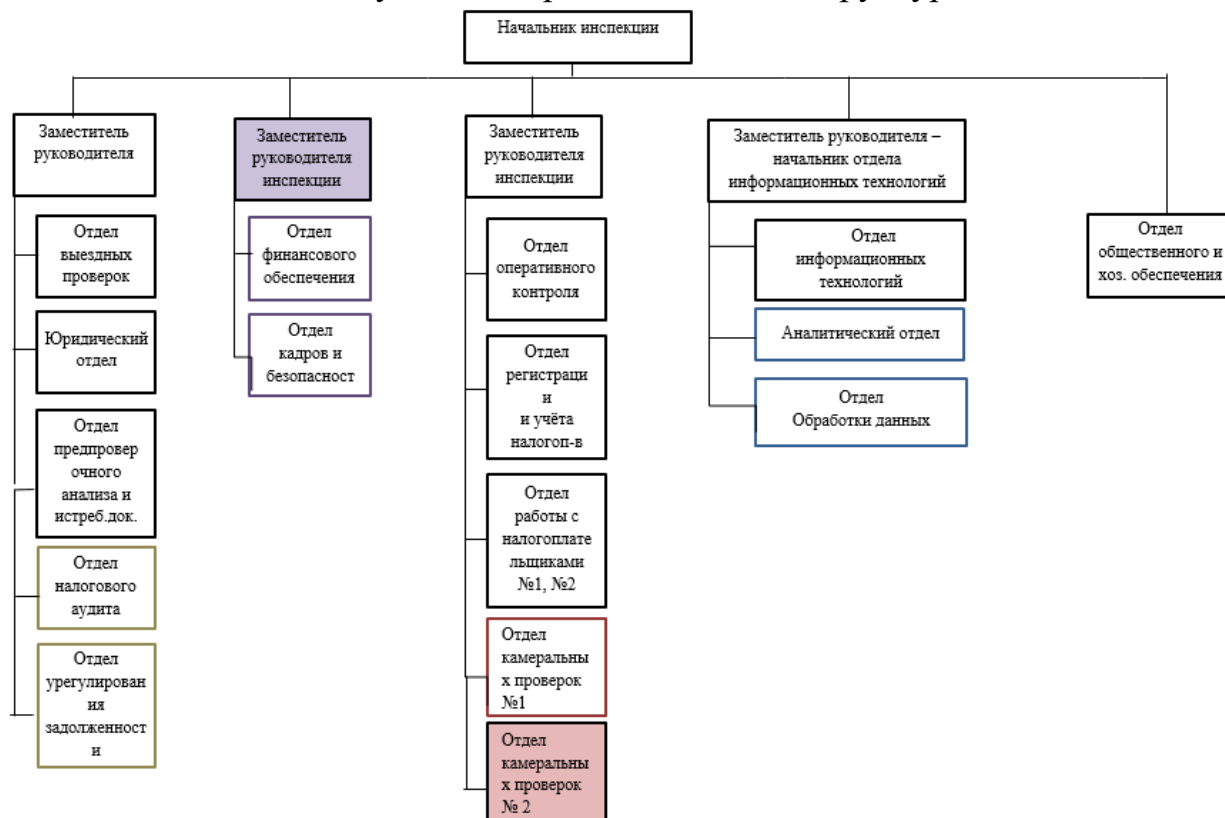 Начальник инспекции
Заместитель
руководителя
Заместитель
руководителя
инспекции
Заместитель
руководителя
инспекции
Заместитель руководителя –
начальник отдела
информационных технологий
Отдел
выездных
проверок
Юридический
отдел
Отдел
предпровер
очного
анализа и
истреб.док.
Отдел
налогового
аудита
Отдел
урегулирован
ия
задолженност
и
Отдел
финансового
обеспечения
Отдел
кадров и
безопасност
Отдел
оперативного
контроля
Отдел
регистраци
и
и учёта
налогоп-в
Отдел
работы с
налогоплате
льщиками
№1, №2
Отдел
камеральны
х проверок
№1
Отдел
камеральны
х проверок
№ 2
Отдел
информационных
технологий
Аналитический отдел
Отдел
Обработки данных
Отдел
общественного и
хоз. обеспечения